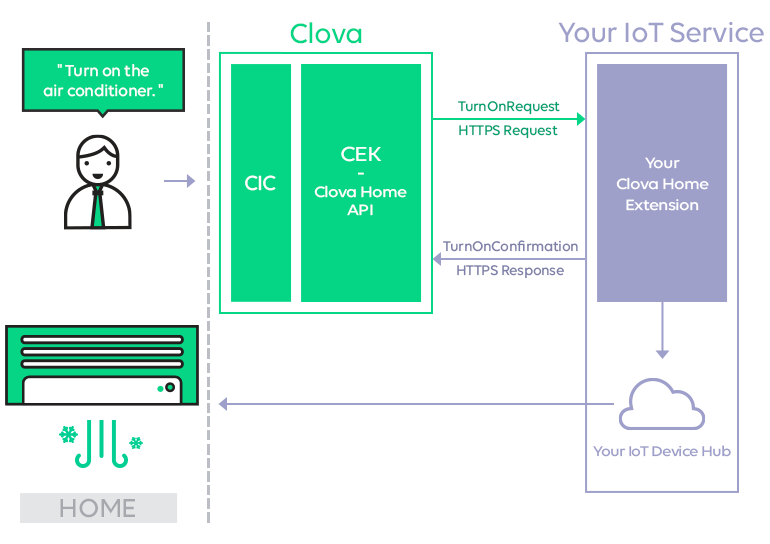 " Turn on the
air conditioner. "
HOME
Clova
CIC
CEK
-
Clova Home
API
TurnOnRequest
HTTPS Request
TurnOnConfirmation
HTTPS Response
Your IoT Service
Your
Clova Home
Extension
Your IoT Device Hub